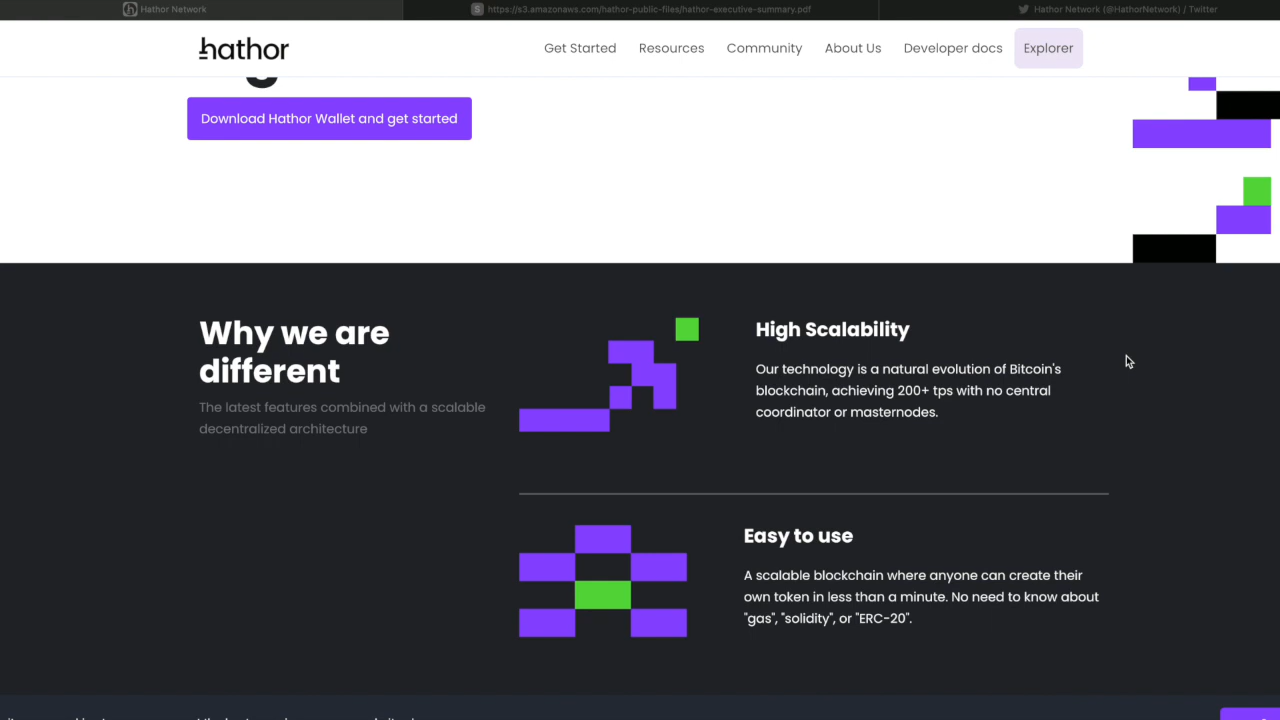 Hathor Network
https://s3.amazonaws.com/hathor-public-files/hathor-executive-summary.pdf
Hathor Network (@HathorNetwork) / Twitter
hathor
Get Started
Resources
Community
About Us
Developer docs
Explorer
Download Hathor Wallet and get started
Why we are
different
The latest features combined with a scalable
decentralized architecture
High Scalability
Our technology is a natural evolution of Bitcoin's
blockchain, achieving 200+ tps with no central
coordinator or masternodes.
Easy to use
A scalable blockchain where anyone can create their
own token in less than a minute. No need to know about
"gas", "solidity", or "ERC-20".